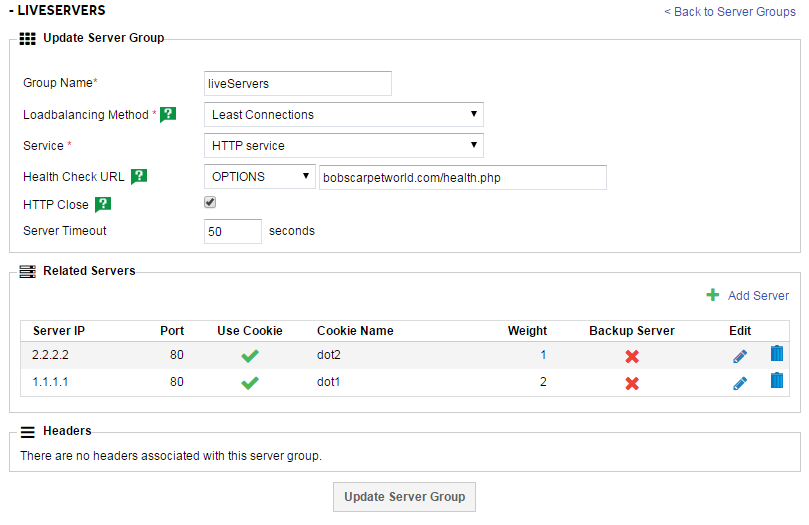 - LIVESERVERS
< Back to Server Groups
Update Server Group
Group Name* liveServers
Loadbalancing Method * ? Least Connections
Service * HTTP service
Health Check URL ? OPTIONS bobscarpetworld.com/health.php
HTTP Close ?
Server Timeout 50 seconds
Related Servers
Add Server
Server IP Port Use Cookie Cookie Name Weight Backup Server Edit
2.2.2.2 80 dot2 1
1.1.1.1 80 dot1 2
Headers
There are no headers associated with this server group.
Update Server Group